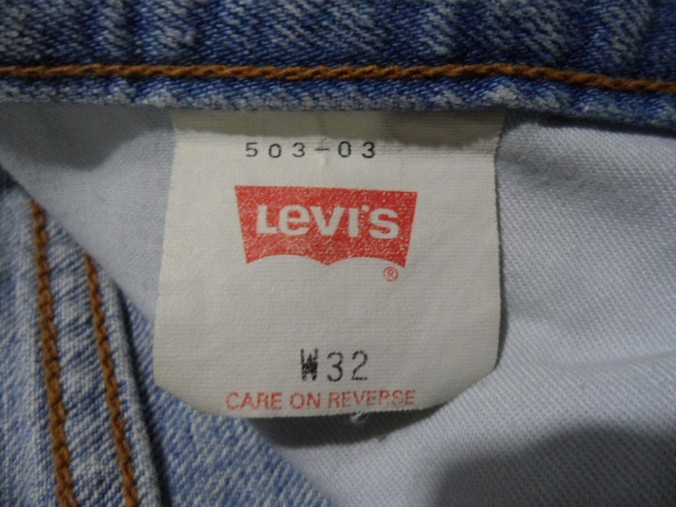 503-03
Levi's
®
W32
CARE ON REVERSE